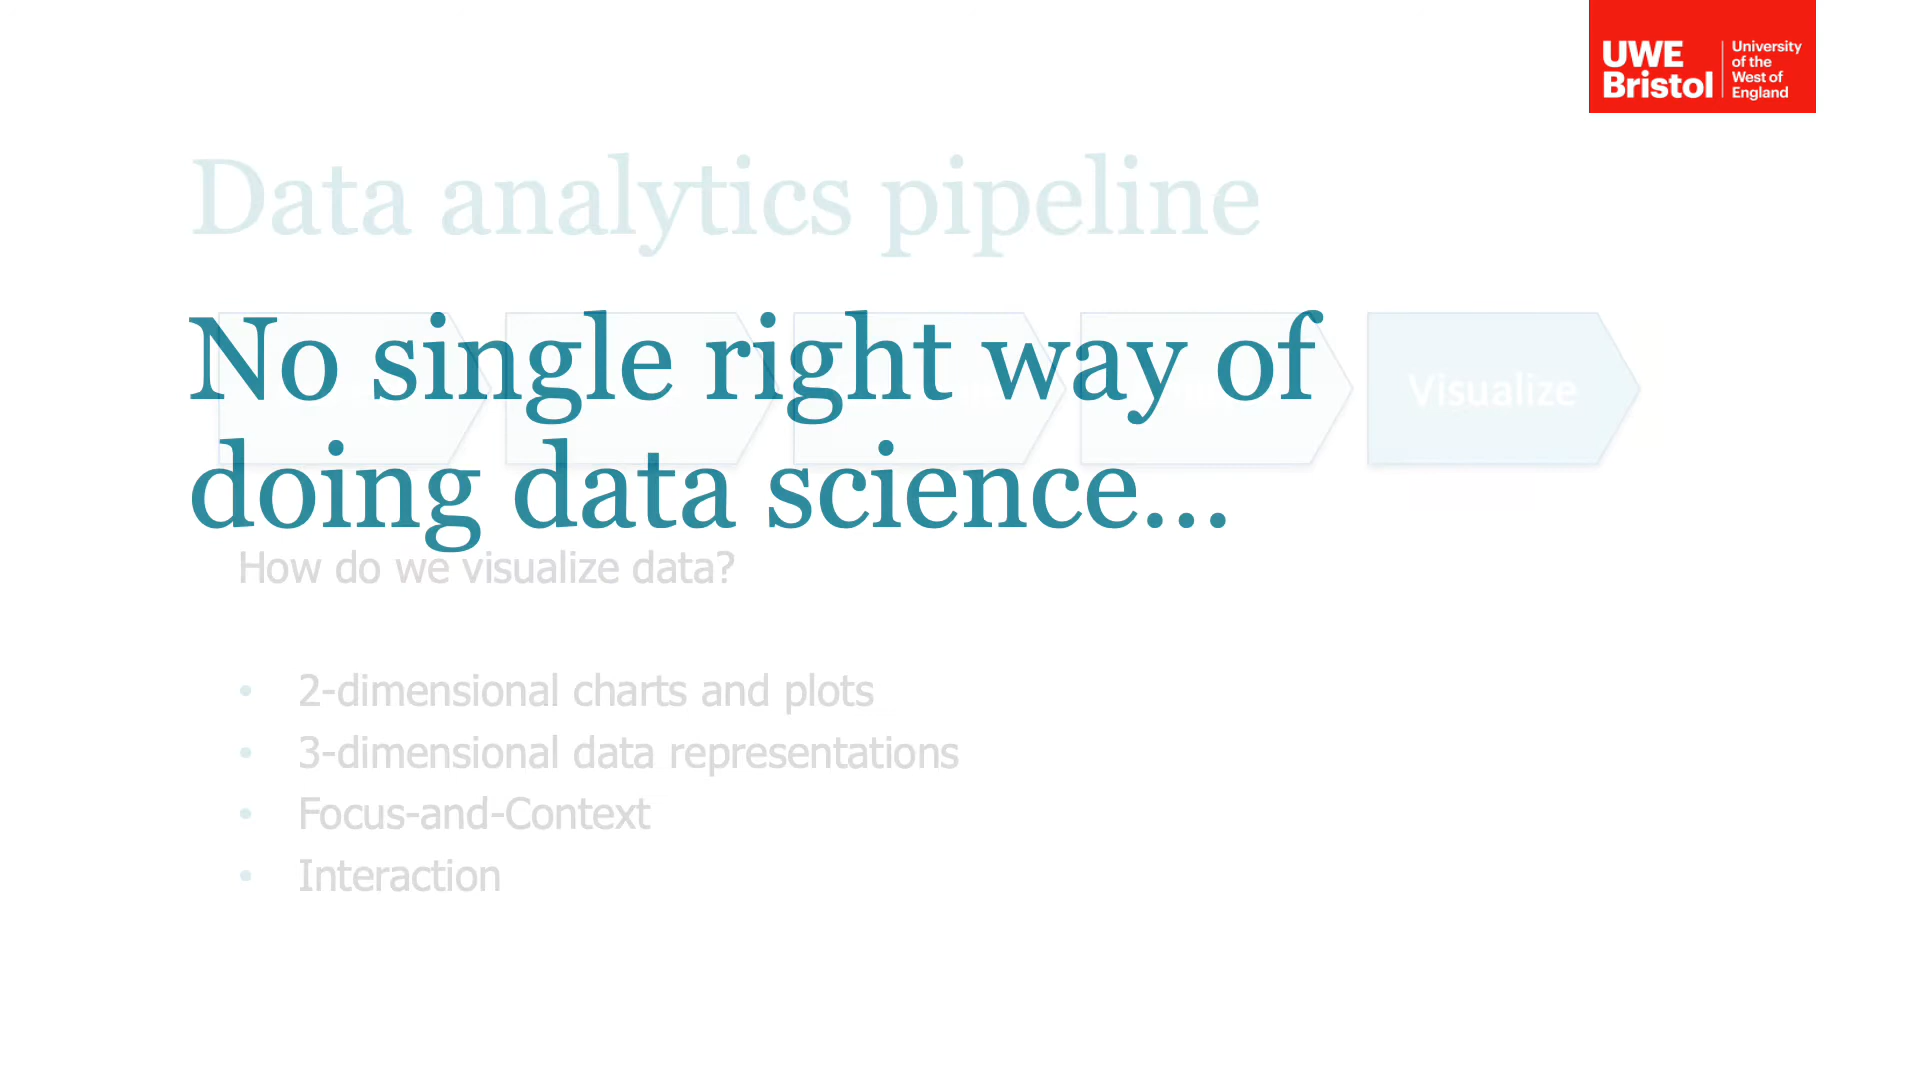 UWE
Bristol
University
of the
West of
England
Data analytics pipeline
No single right way of
doing data science...
Visualize
How do we visualize data?
• 2-dimensional charts and plots
• 3-dimensional data representations
• Focus-and-Context
• Interaction